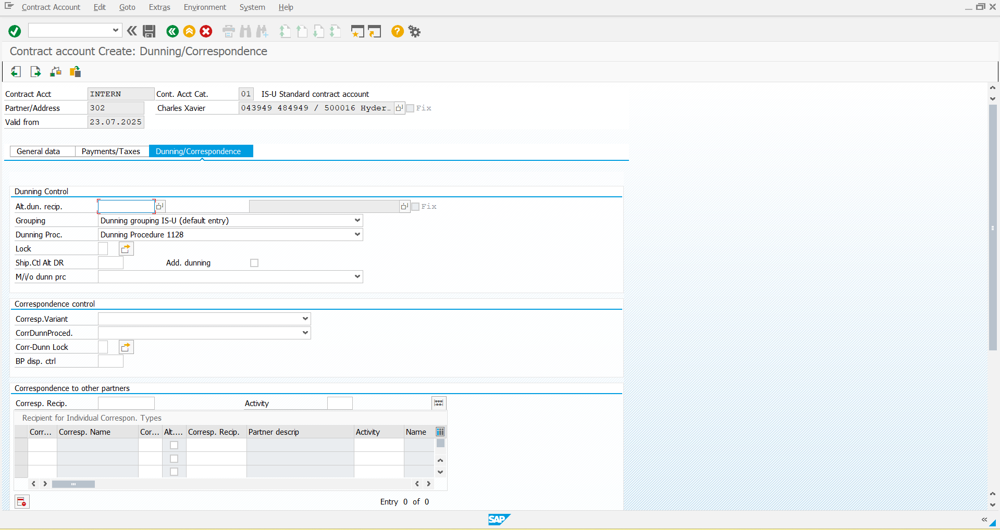 Contract Account Edit Goto Extras Environment System Help
Contract account Create: Dunning/Correspondence
Contract Acct INTERN Cont. Acct Cat. 01 IS-U Standard contract account
Partner/Address 302 Charles Xavier 043949 484949 / 500016 Hyder… Fix
Valid from 23.07.2025
General data Payments/Taxes Dunning/Correspondence
Dunning Control
Alt.dun. recip. Fix
Grouping Dunning grouping IS-U (default entry)
Dunning Proc. Dunning Procedure 1128
Lock
Ship.Ctl Alt DR Add. dunning
M/i/o dunn prc
Correspondence control
Corresp.Variant
CorrDunnProced.
Corr-Dunn Lock
BP disp. ctrl
Correspondence to other partners
Corresp. Recip. Activity
Recipient for Individual Correspon. Types
Corr... Corresp. Name Cor... Alt.... Corresp. Recip. Partner descrip Activity Name
Entry 0 of 0
SAP